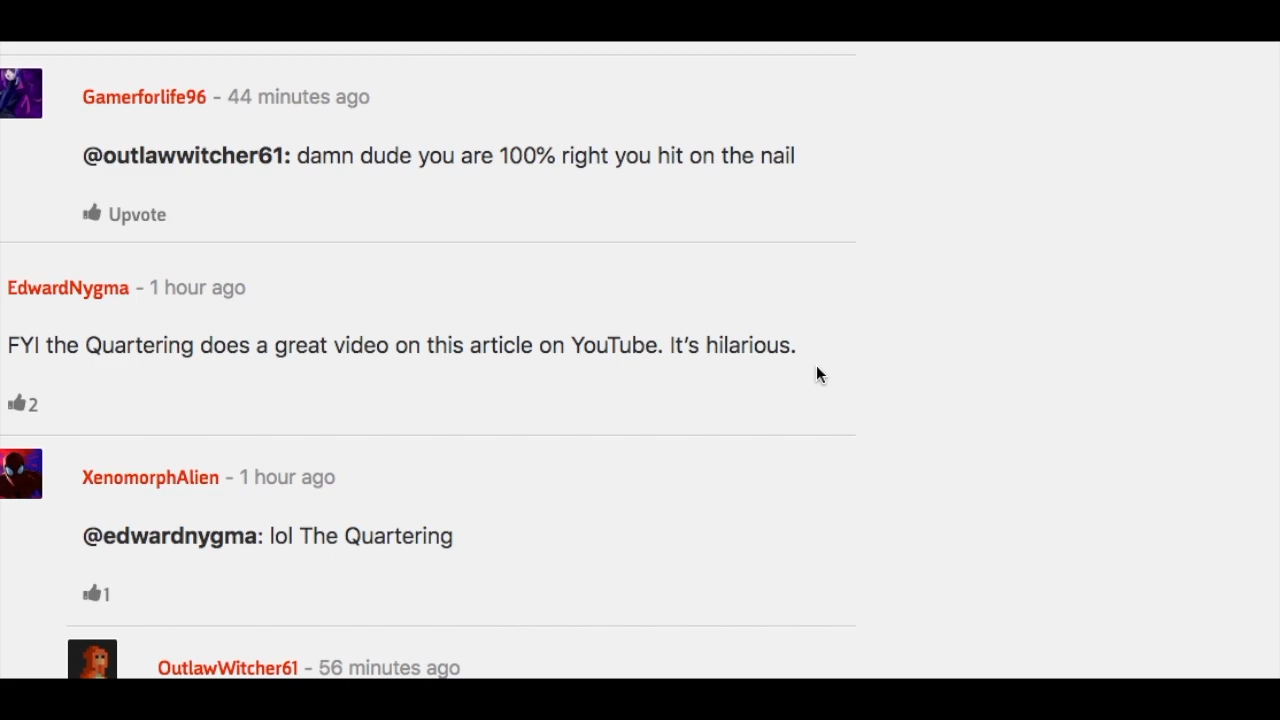 Gamerforlife96 - 44 minutes ago
@outlawwitcher61: damn dude you are 100% right you hit on the nail
Upvote
EdwardNygma - 1 hour ago
FYI the Quartering does a great video on this article on YouTube. It’s hilarious.
2
XenomorphAlien - 1 hour ago
@edwardnygma: lol The Quartering
1
OutlawWitcher61 - 56 minutes ago